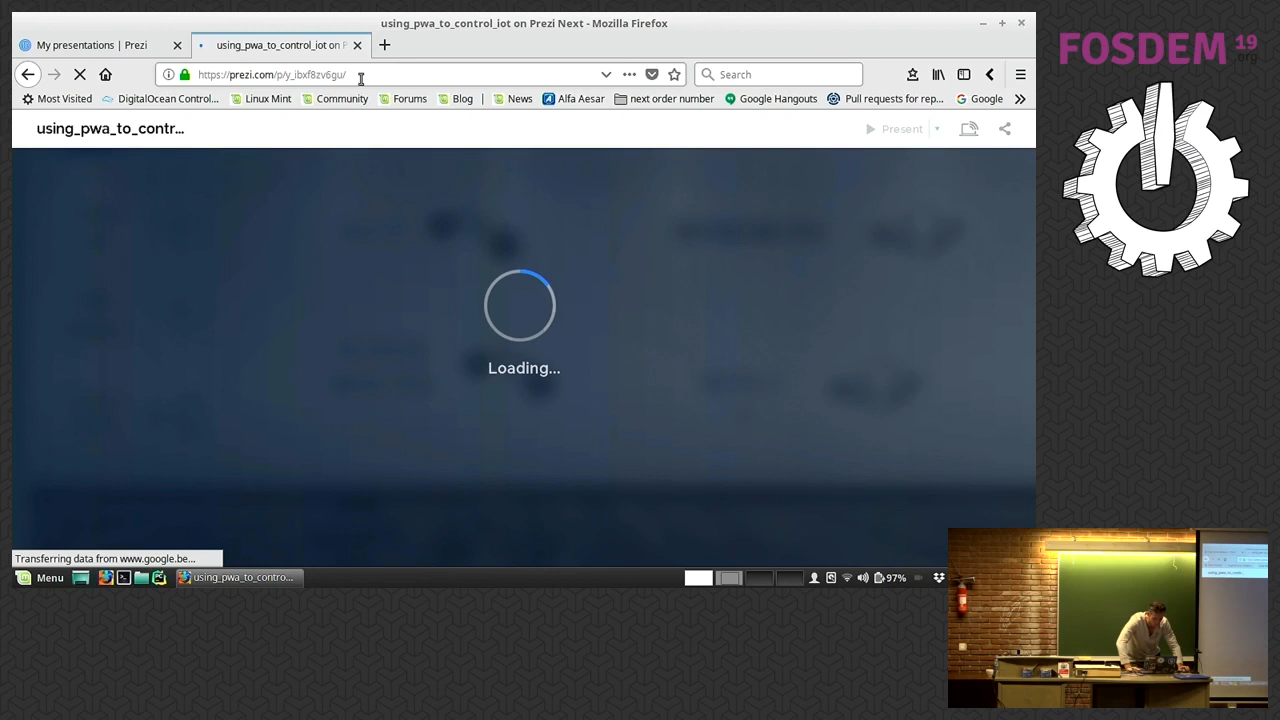 using_pwa_to_control_iot on Prezi Next - Mozilla Firefox
My presentations | Prezi
using_pwa_to_control_iot on P
https://prezi.com/p/y_ibxf8zv6gu/
Search
Most Visited
DigitalOcean Control...
Linux Mint
Community
Forums
Blog
News
Alfa Aesar
next order number
Google Hangouts
Pull requests for rep...
Google
using_pwa_to_contr...
Present
Loading...
Transferring data from www.google.be...
Menu
using_pwa_to_contro...
97%
FOSDEM 19
.org